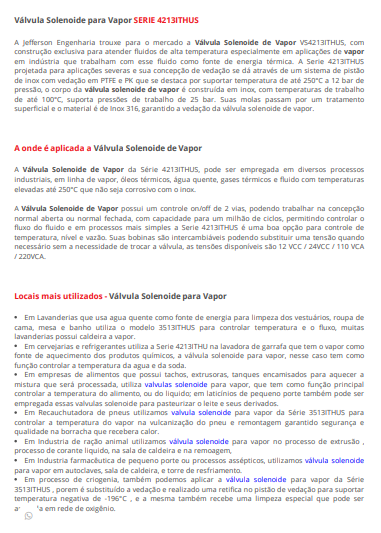 Válvula Solenoide para Vapor SERIE 4213ITHUS
A Jefferson Engenharia trouxe para o mercado a Válvula Solenoide de Vapor VS4213ITHUS, com
construção exclusiva para atender fluidos de alta temperatura especialmente em aplicações de vapor
em indústria que trabalham com esse fluido como fonte de energia térmica. A Serie 4213ITHUS
projetada para aplicações severas e sua concepção de vedação se dá através de um sistema de pistão
de inox com vedação em PTFE e PK que se destaca por suportar temperatura de até 250°C a 12 bar de
pressão, o corpo da válvula solenoide de vapor é construída em inox, com temperaturas de trabalho
de até 100°C, suporta pressões de trabalho de 25 bar. Suas molas passam por um tratamento
superficial e o material é de Inox 316, garantido a vedação da válvula solenoide de vapor.
A onde é aplicada a Válvula Solenoide de Vapor
A Válvula Solenoide de Vapor da Série 4213ITHUS, pode ser empregada em diversos processos
industriais, em linha de vapor, óleos térmicos, água quente, gases térmicos e fluido com temperaturas
elevadas até 250°C que não seja corrosivo com o inox.
A Válvula Solenoide de Vapor possui um controle on/off de 2 vias, podendo trabalhar na concepção
normal aberta ou normal fechada, com capacidade para um milhão de ciclos, permitindo controlar o
fluxo do fluido e em processos mais simples a Serie 4213ITHUS é uma boa opção para controle de
temperatura, nível e vazão. Suas bobinas são intercambiáveis podendo substituir uma tensão quando
necessário sem a necessidade de trocar a válvula, as tensões disponíveis são 12 VCC / 24VCC / 110 VCA
/ 220VCA.
Locais mais utilizados - Válvula Solenoide para Vapor
• Em Lavanderias que usa agua quente como fonte de energia para limpeza dos vestuários, roupa de
cama, mesa e banho utiliza o modelo 3513ITHUS para controlar temperatura e o fluxo, muitas
lavanderias possui caldeira a vapor.
• Em cervejarias e refrigerantes utiliza a Serie 4213ITHU na lavadora de garrafa que tem o vapor como
fonte de aquecimento dos produtos químicos, a válvula solenoide para vapor, nesse caso tem como
função controlar a temperatura da agua e da soda.
• Em empresas de alimentos que possui tachos, extrusoras, tanques encamisados para aquecer a
mistura que será processada, utiliza valvulas solenoide para vapor, que tem como função principal
controlar a temperatura do alimento, ou do liquido; em laticínios de pequeno porte também pode ser
empregada essas valvulas solenoide para pasteurizar o leite e seus derivados.
• Em Recauchutadora de pneus utilizamos valvula solenoide para vapor da Série 3513ITHUS para
controlar a temperatura do vapor na vulcanização do pneu e remontagem garantido segurança e
qualidade na borracha que recebera calor.
• Em Industria de ração animal utilizamos válvula solenoide para vapor no processo de extrusão ,
processo de corante liquido, na sala de caldeira e na remoagem,
• Em Industria farmacêutica de pequeno porte ou processos assépticos, utilizamos válvula solenoide
para vapor em autoclaves, sala de caldeira, e torre de resfriamento.
• Em processo de criogenia, também podemos aplicar a válvula solenoide para vapor da Série
3513ITHUS , porem é substituído a vedação e realizado uma retifica no pistão de vedação para suportar
temperatura negativa de -196°C , e a mesma também recebe uma limpeza especial que pode ser
em rede de oxigênio.